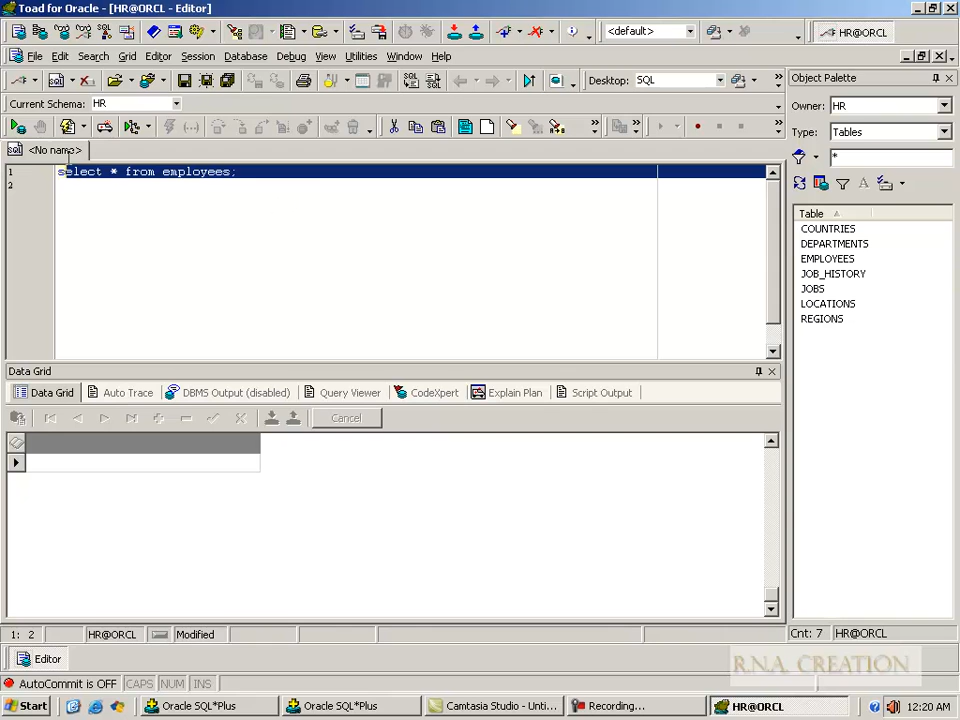 Toad for Oracle - [HR@ORCL - Editor]
<default>
HR@ORCL
File Edit Search Grid Editor Session Database Debug View Utilities Window Help
Desktop: SQL
Object Palette
Current Schema: HR
Owner: HR
Type: Tables
<No name>
*
1 select * from employees;
2
Table
COUNTRIES
DEPARTMENTS
EMPLOYEES
JOB_HISTORY
JOBS
LOCATIONS
REGIONS
Data Grid
Data Grid Auto Trace DBMS Output (disabled) Query Viewer CodeXpert Explain Plan Script Output
Cancel
1: 2 HR@ORCL Modified
Cnt: 7 HR@ORCL
Editor
R.N.A. CREATION
AutoCommit is OFF CAPS NUM INS
Start Oracle SQL*Plus Oracle SQL*Plus Camtasia Studio - Unti... Recording... HR@ORCL 12:20 AM